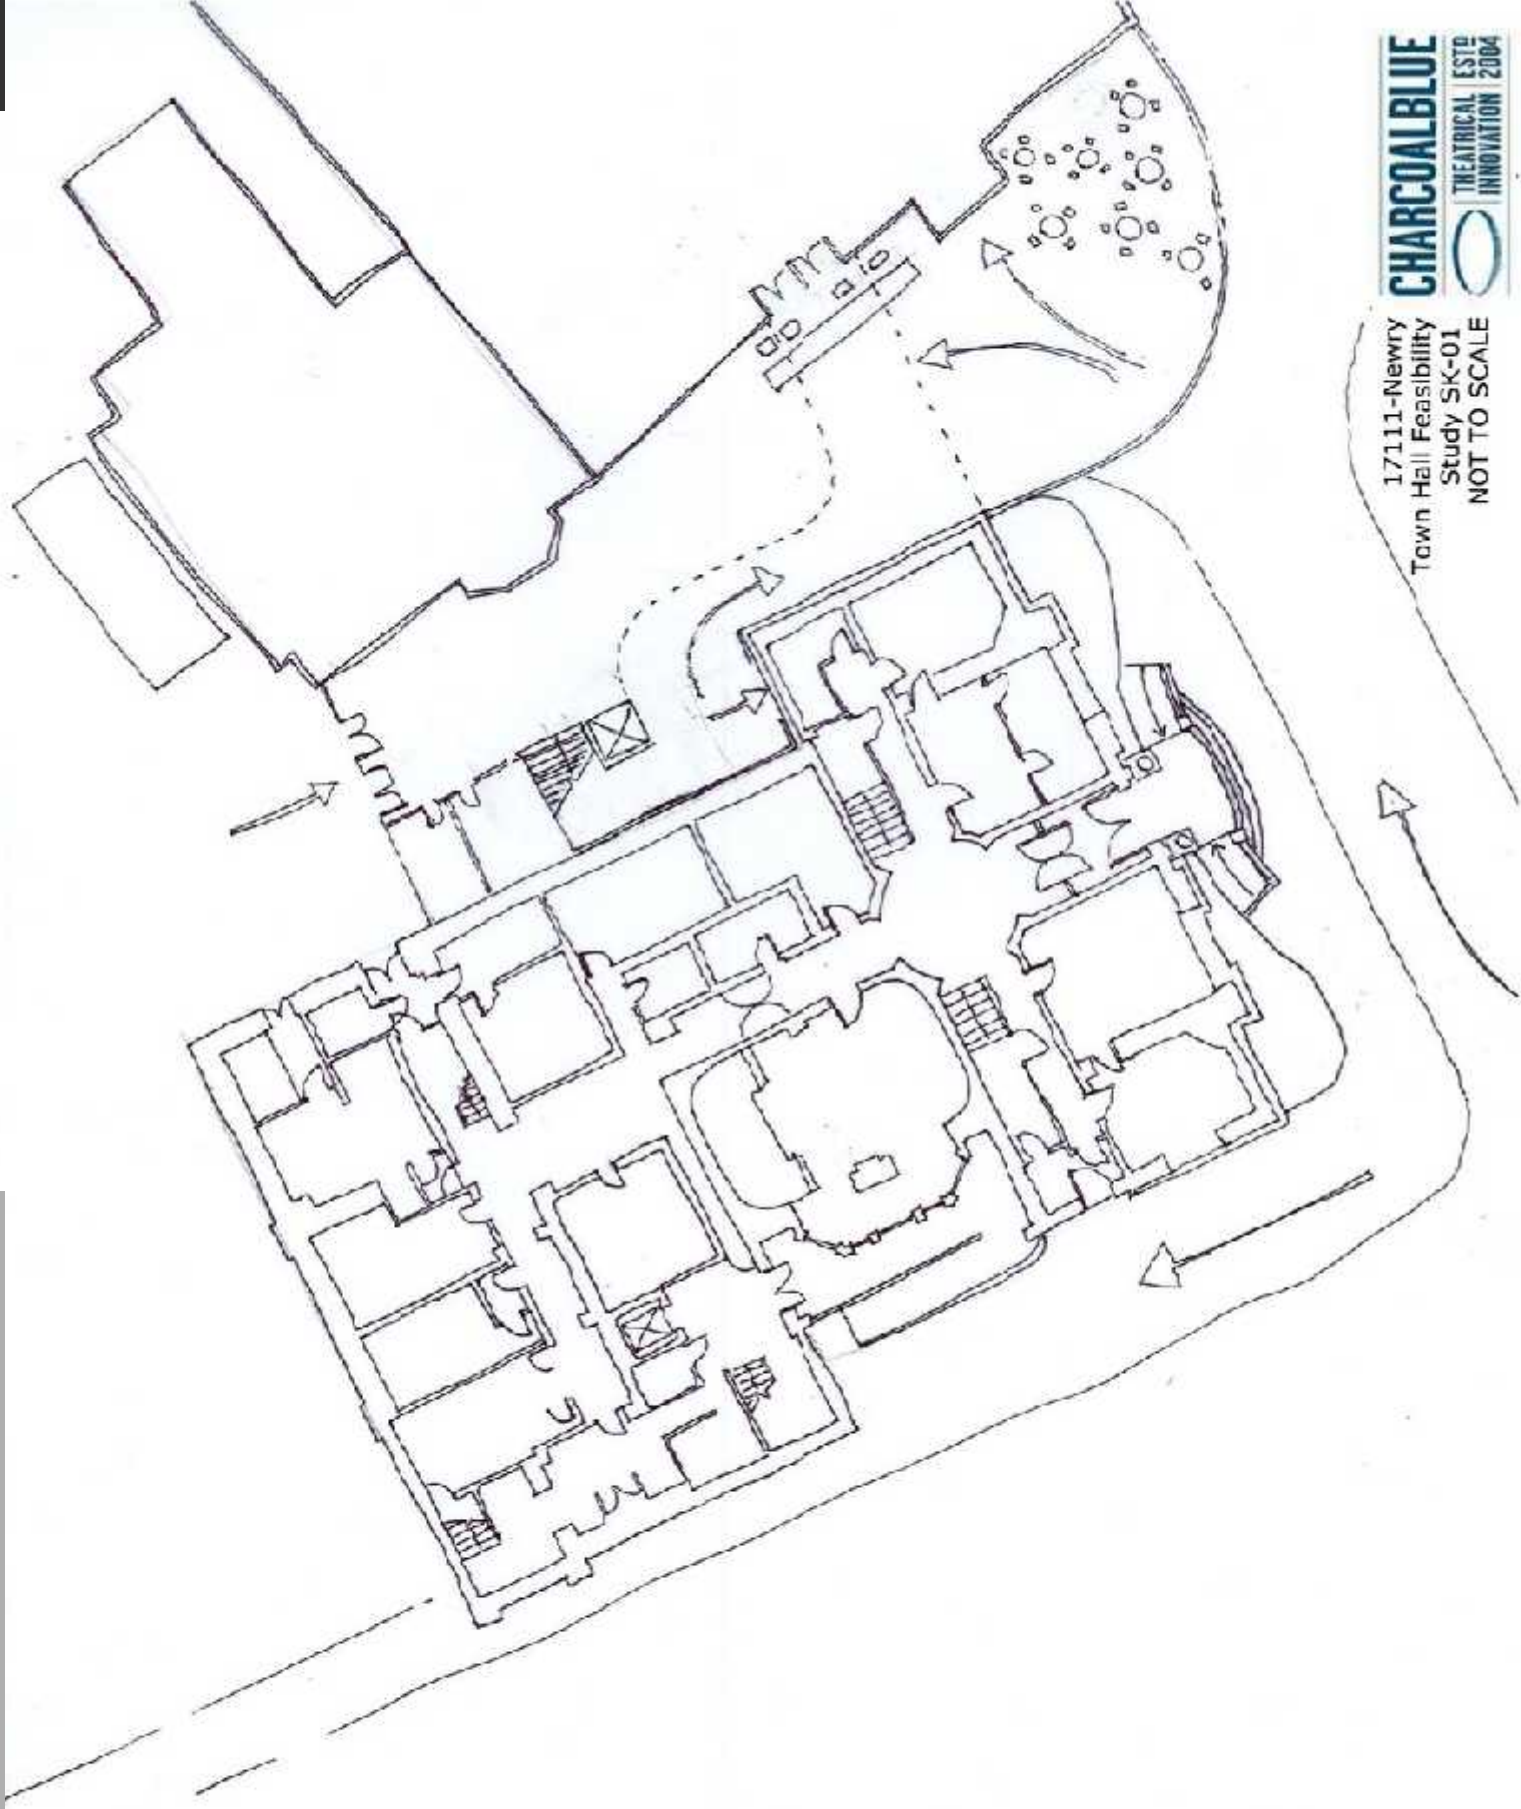 CHARCOALBLUE
THEATRICAL ESTD
INNOVATION 2004
17111-Newry
Town Hall Feasibility
Study SK-01
NOT TO SCALE